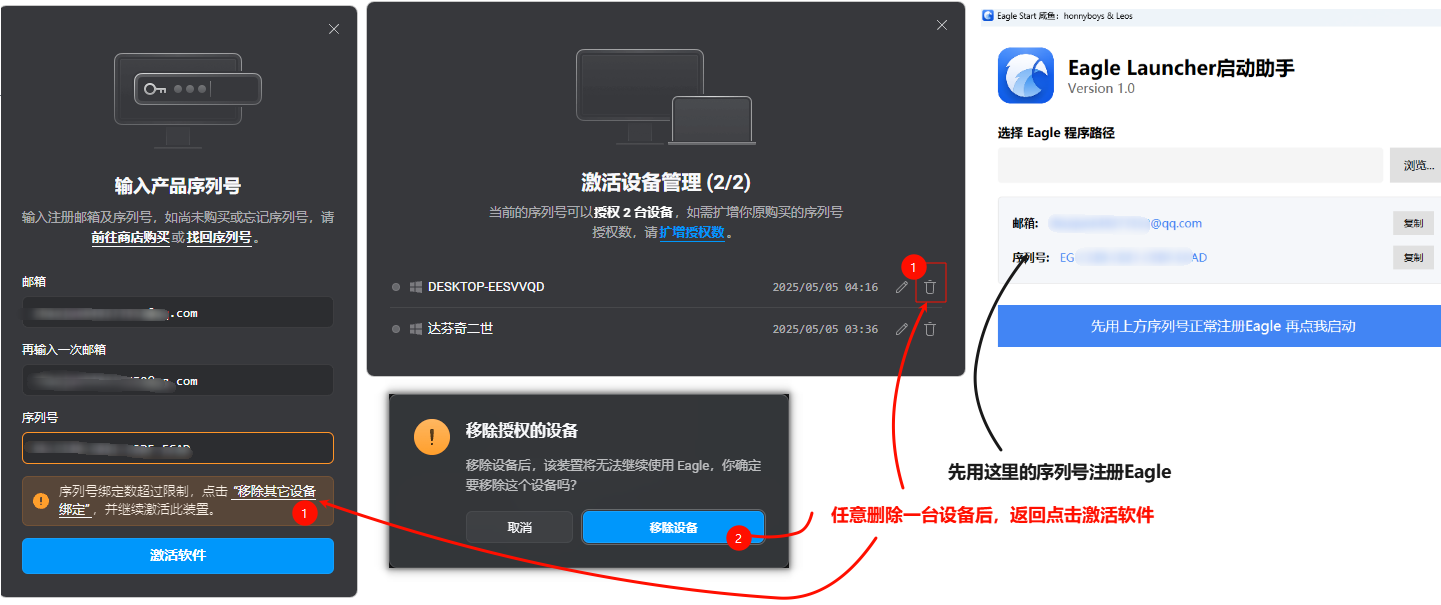 输入产品序列号
输入注册邮箱及序列号，如尚未购买或忘记序列号，请
前往商店购买或找回序列号。
邮箱
.com
再输入一次邮箱
.com
序列号
序列号绑定数超过限制，点击 “移除其它设备
绑定”，并继续激活此装置。
1
激活软件
激活设备管理 (2/2)
当前的序列号可以授权 2 台设备，如需扩增你原购买的序列号
授权数，请扩增授权数。
1
DESKTOP-EESVVQD 2025/05/05 04:16
达芬奇二世 2025/05/05 03:36
移除授权的设备
移除设备后，该装置将无法继续使用 Eagle，你确定
要移除这个设备吗？
取消
移除设备
2
Eagle Start 咸鱼：honnyboys & Leos
Eagle Launcher启动助手
Version 1.0
选择 Eagle 程序路径
浏览...
邮箱: @qq.com 复制
序列号: EG AD 复制
先用上方序列号正常注册Eagle 再点我启动
先用这里的序列号注册Eagle
任意删除一台设备后，返回点击激活软件